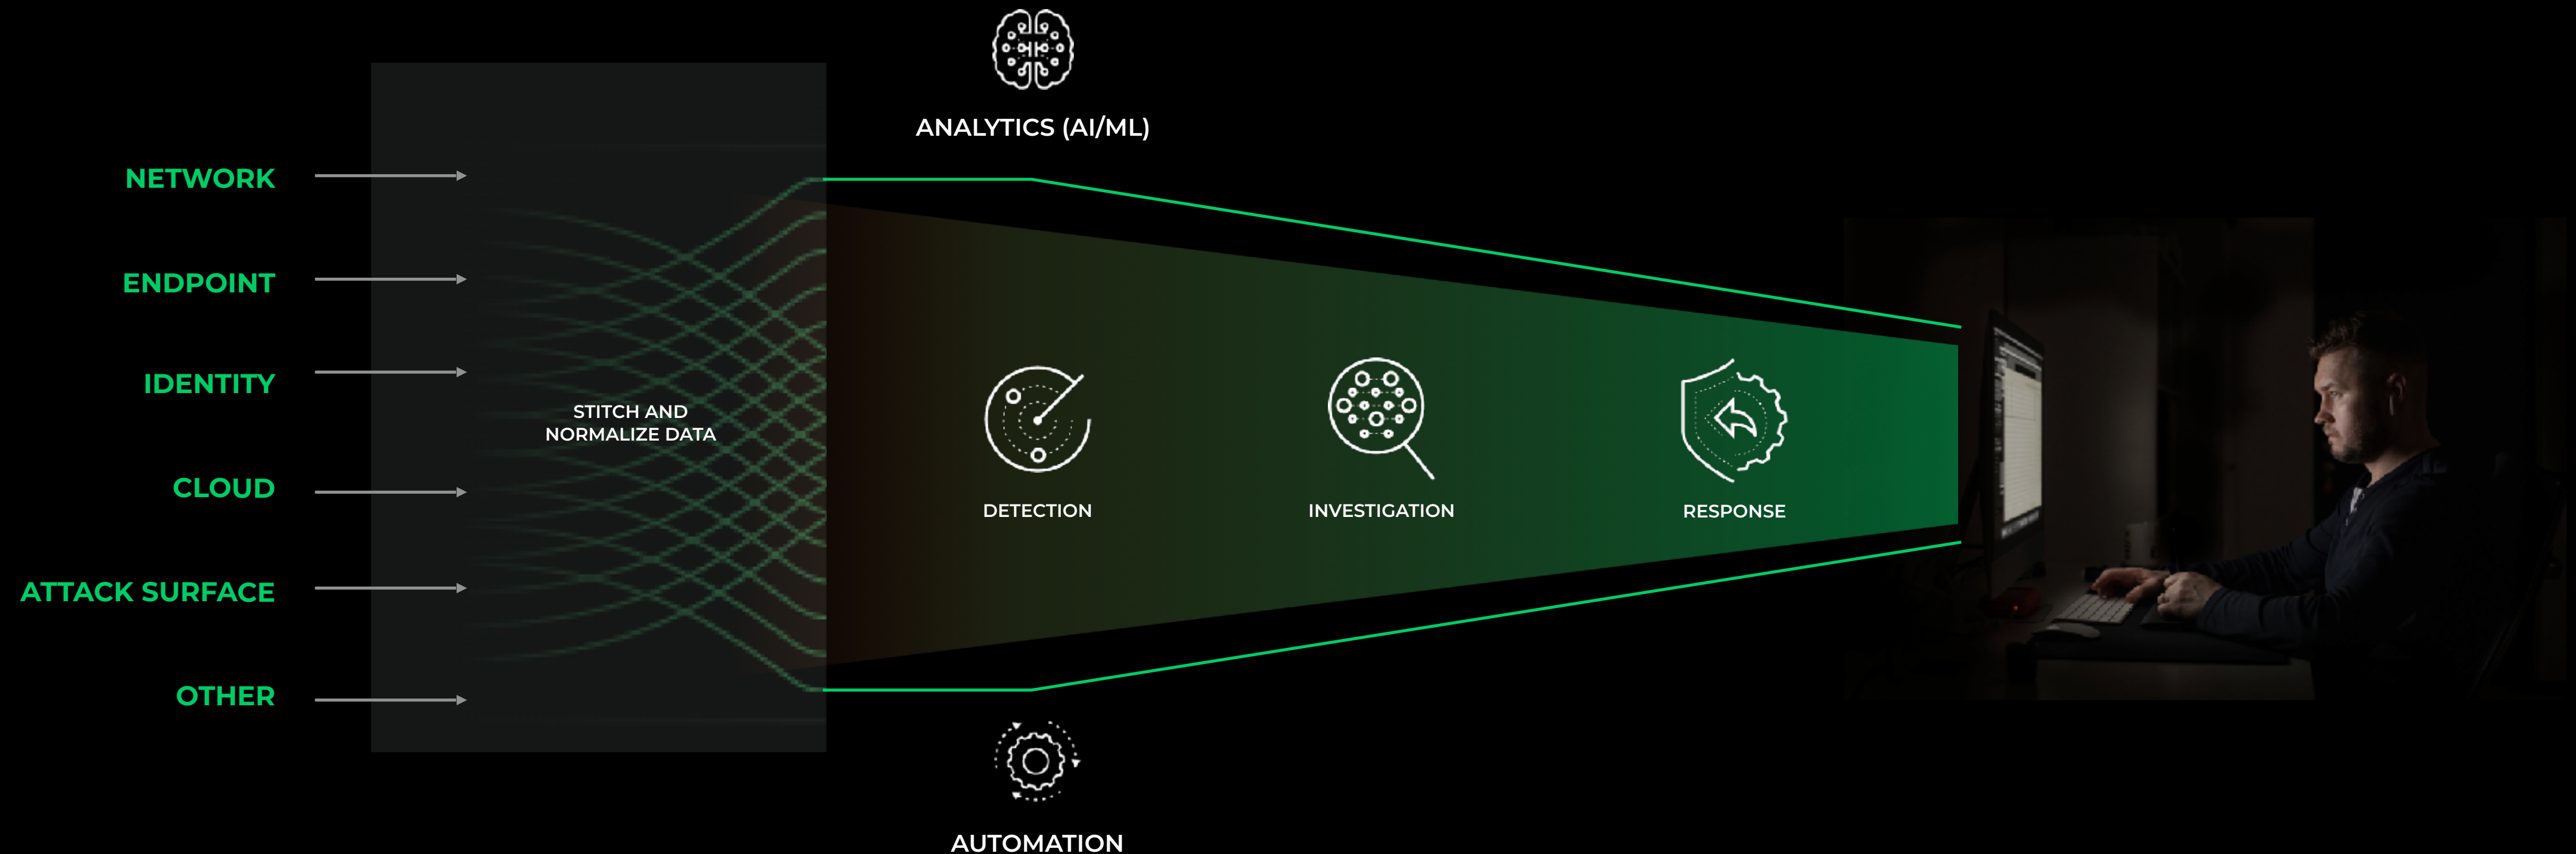 ANALYTICS (AI/ML)
NETWORK
ENDPOINT
IDENTITY
CLOUD
ATTACK SURFACE
OTHER
STITCH AND
NORMALIZE DATA
DETECTION
INVESTIGATION
RESPONSE
AUTOMATION